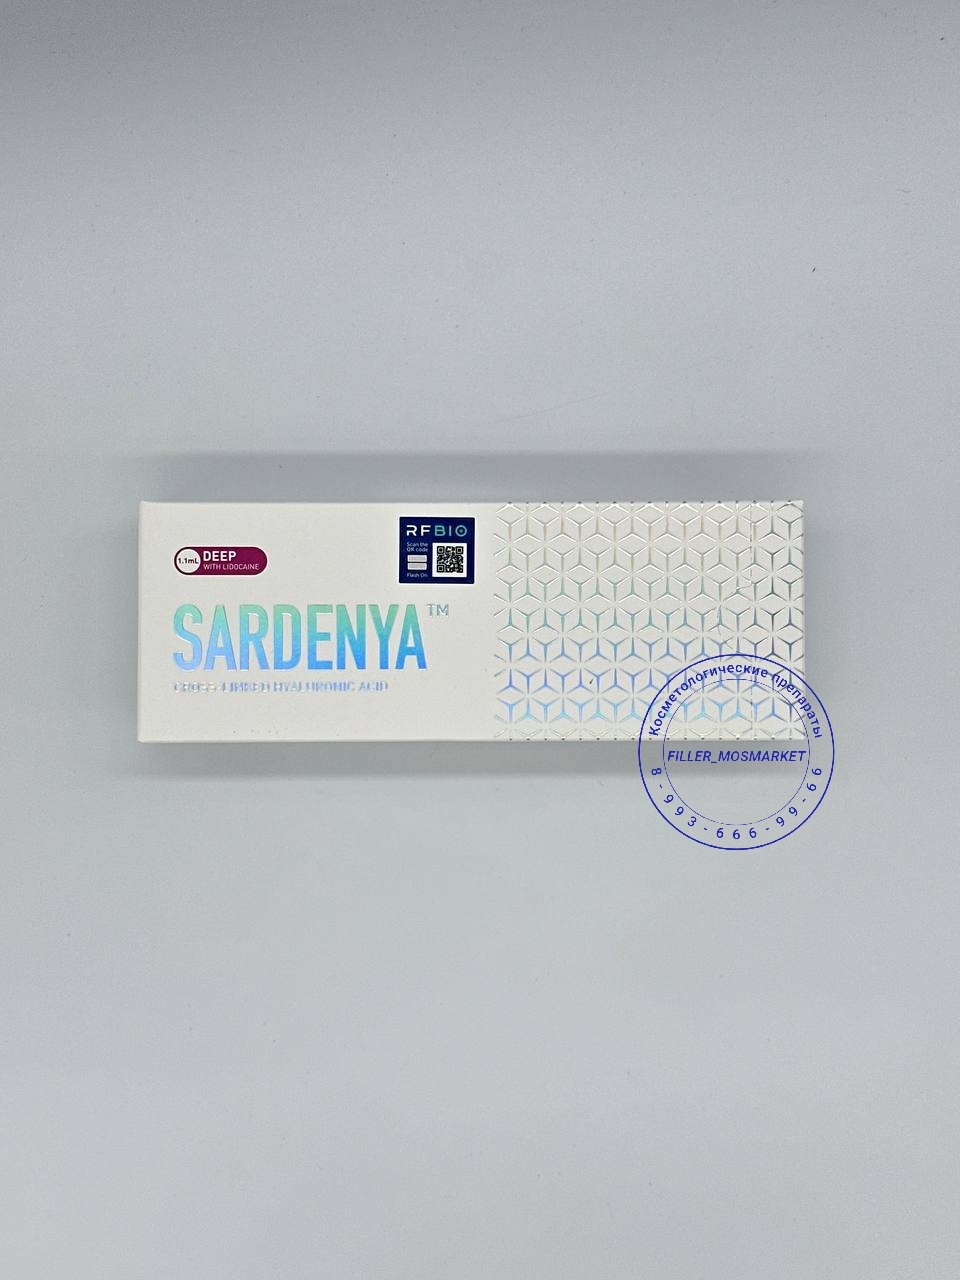 1.1mL
DEEP
WITH LIDOCAINE
RFBIO
Scan the
QR code
Flash On
SARDENYA™
CROSS-LINKED HYALURONIC ACID
Косметологические препараты
FILLER_MOSMARKET
8-993-666-99-66